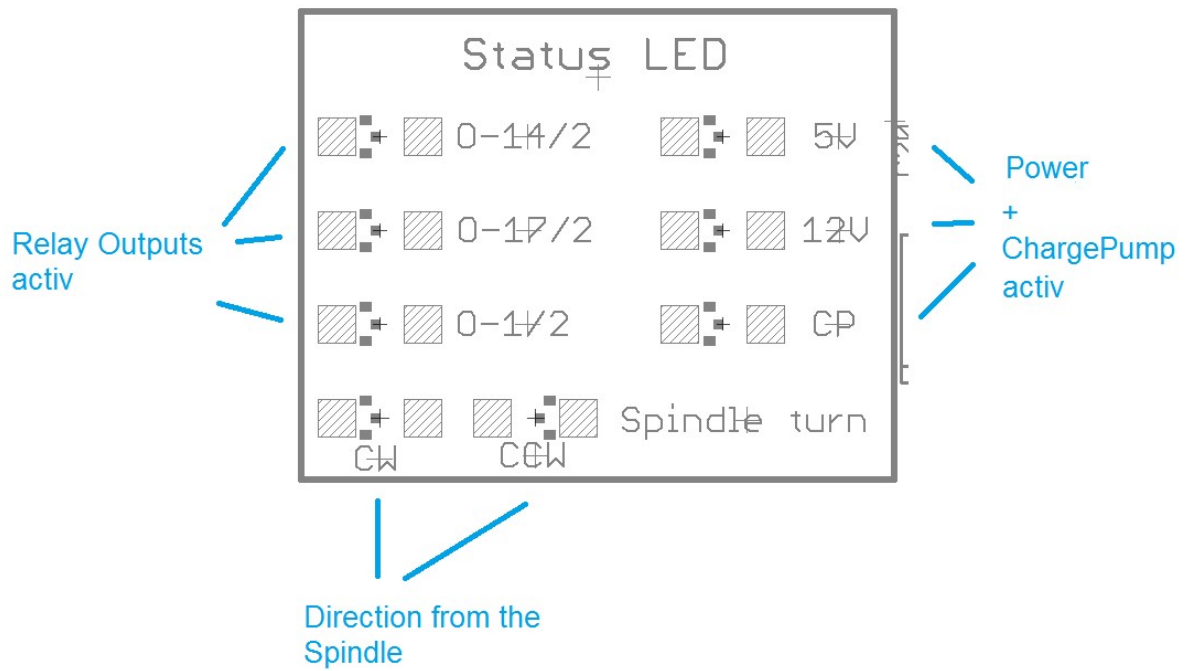 Status LED
O-14/2
5V
O-17/2
12V
O-1/2
CP
Spindle turn
CW
CCW
Relay Outputs
activ
Power
+
ChargePump
activ
Direction from the
Spindle